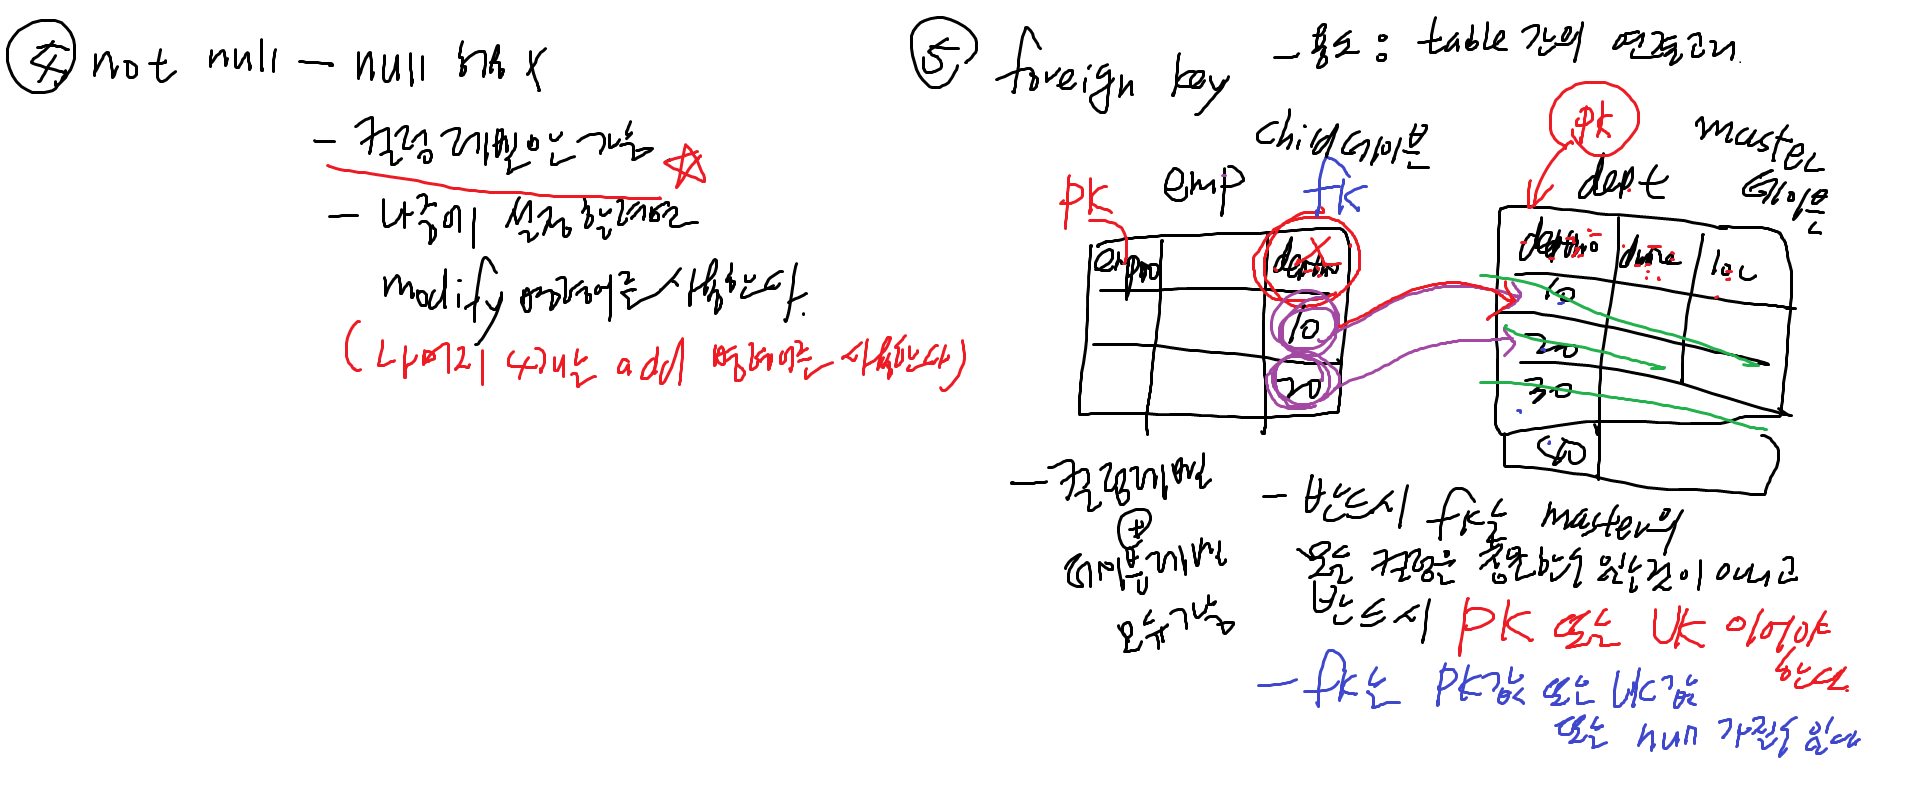 ④ not null - null 허용 X
- 컬럼 레벨만 가능 ☆
- 나중에 설정할려면
modify 명령어를 사용한다.
(나머지 4개는 add 명령어를 사용한다)
⑤ foreign key
- 용도 : table 간의 연결고리.
child 테이블
PK
emp
fk
empno
deptno
X
10
20
PK
master
테이블
dept
deptno
dname
loc
10
20
30
40
- 컬럼레벨
+
테이블레벨
모두가능
- 반드시 fk는 master의
모든 컬럼을 참조할수 있는것이 아니고
반드시 PK 또는 UK 이어야
한다.
- fk는 PK값 또는 UK값
또는 null 가질수 있다